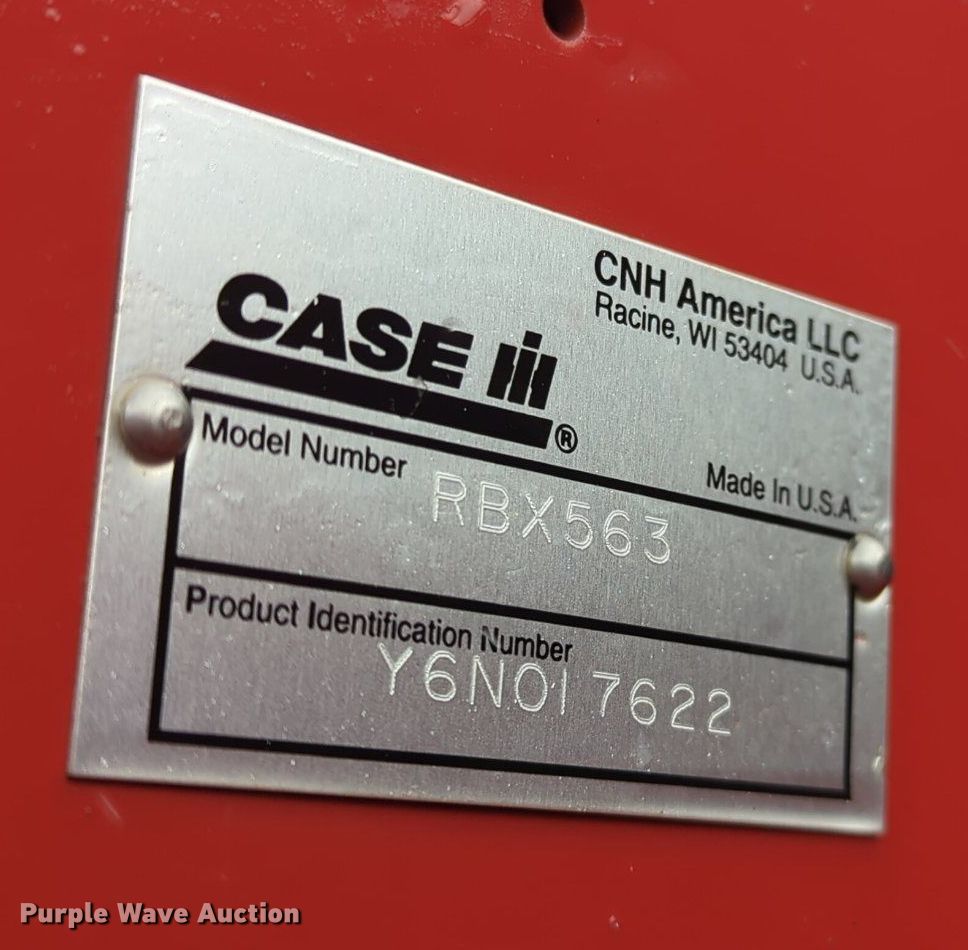 CNH America LLC
Racine, WI 53404 U.S.A.
CASE IH
®
Made In U.S.A.
Model Number
RBX563
Product Identification Number
Y6N017622
Purple Wave Auction